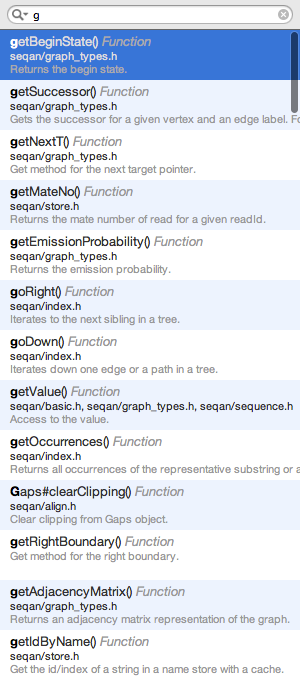 g
getBeginState() Function
seqan/graph_types.h
Returns the begin state.
getSuccessor() Function
seqan/graph_types.h
Gets the successor for a given vertex and an edge label. Fo
getNextT() Function
seqan/graph_types.h
Get method for the next target pointer.
getMateNo() Function
seqan/store.h
Returns the mate number of read for a given readId.
getEmissionProbability() Function
seqan/graph_types.h
Returns the emission probability.
goRight() Function
seqan/index.h
Iterates to the next sibling in a tree.
goDown() Function
seqan/index.h
Iterates down one edge or a path in a tree.
getValue() Function
seqan/basic.h, seqan/graph_types.h, seqan/sequence.h
Access to the value.
getOccurrences() Function
seqan/index.h
Returns all occurrences of the representative substring or a
Gaps#clearClipping() Function
seqan/align.h
Clear clipping from Gaps object.
getRightBoundary() Function
Get method for the right boundary.
getAdjacencyMatrix() Function
seqan/graph_types.h
Returns an adjacency matrix representation of the graph.
getIdByName() Function
seqan/store.h
Get the id/index of a string in a name store with a cache.